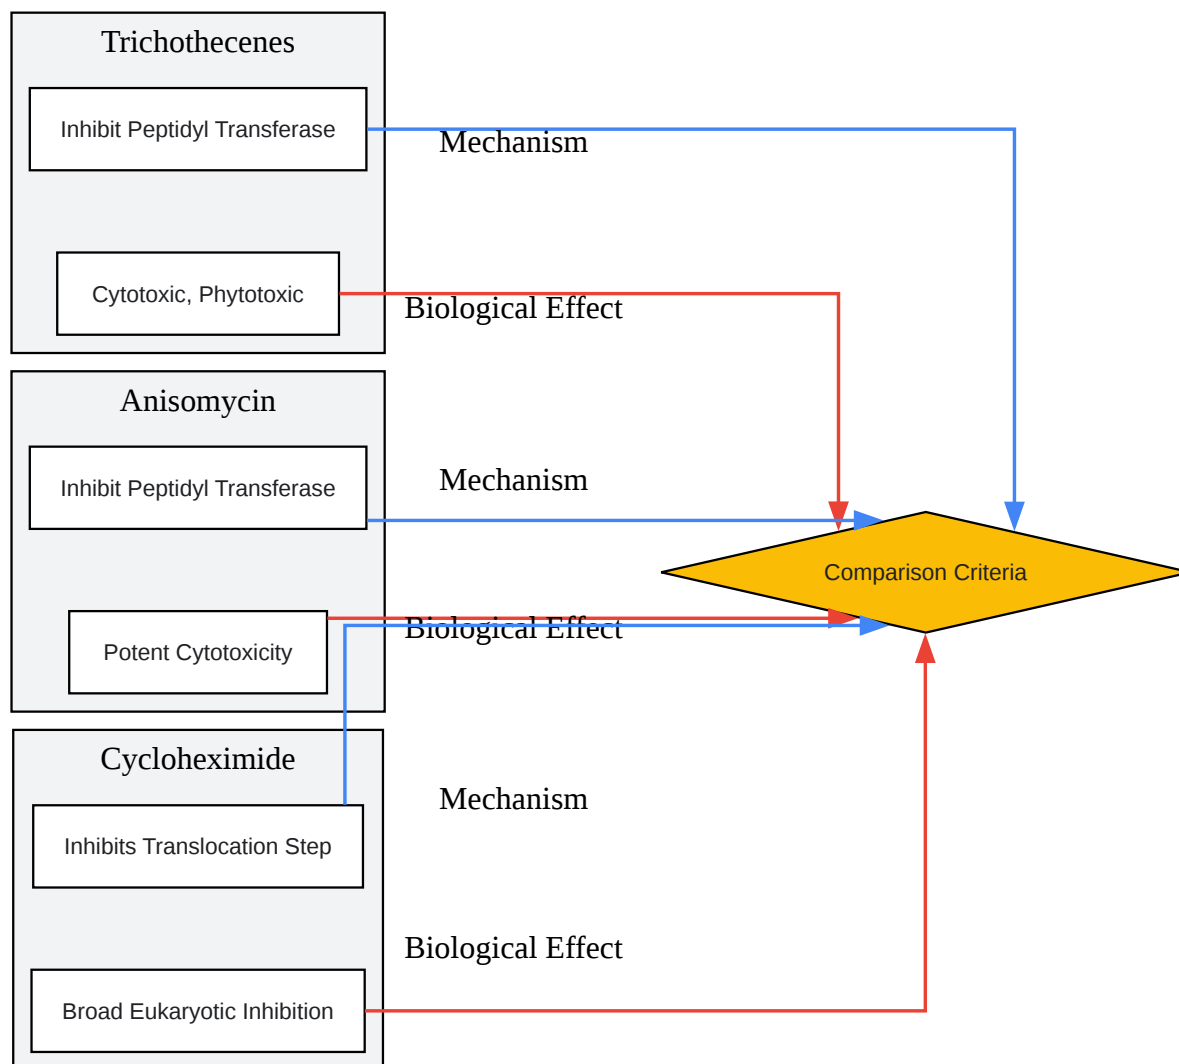 Trichothecenes
Inhibit Peptidyl Transferase
Mechanism
Cytotoxic, Phytotoxic
Biological Effect
Anisomycin
Inhibit Peptidyl Transferase
Mechanism
Comparison Criteria
Potent Cytotoxicity
Biological Effect
Cycloheximide
Mechanism
Inhibits Translocation Step
Biological Effect
Broad Eukaryotic Inhibition